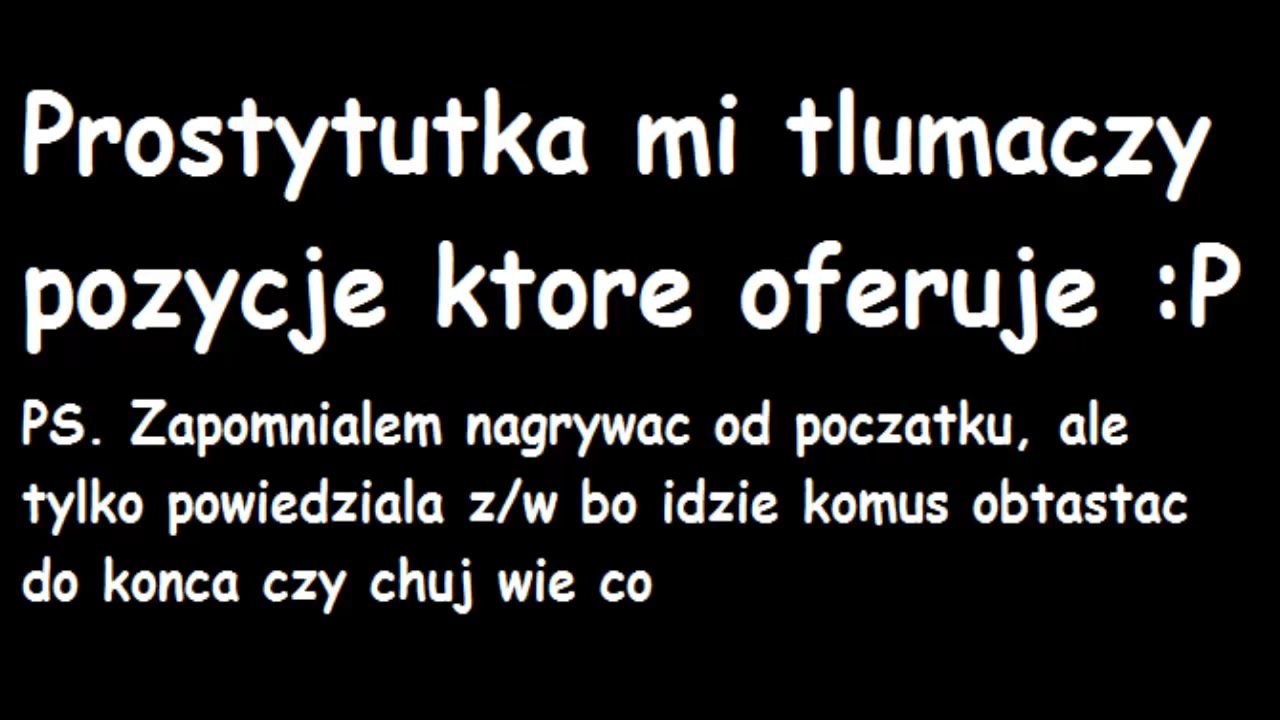 Prostytutka mi tlumaczy
pozycje ktore oferuje :P
PS. Zapomnialem nagrywac od poczatku, ale
tylko powiedziala z/w bo idzie komus obtastac
do konca czy chuj wie co